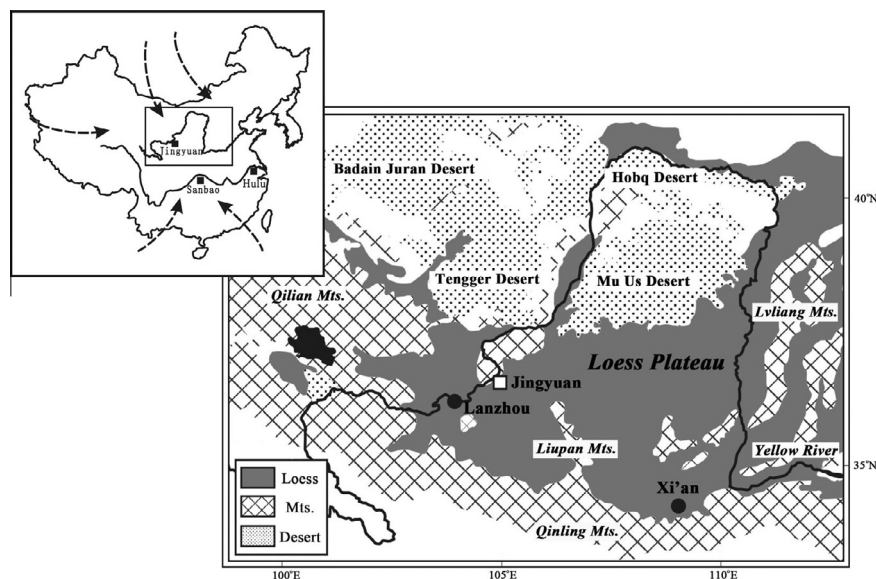 Jingyuan
Sanbao
Hulu
Badain Juran Desert
Hobq Desert
40°N
Tengger Desert
Mu Us Desert
Qilian Mts.
Lvliang Mts.
Loess Plateau
Jingyuan
Lanzhou
Liupan Mts.
Yellow River
35°N
Loess
Mts.
Desert
Xi'an
Qinling Mts.
100°E
105°E
110°E